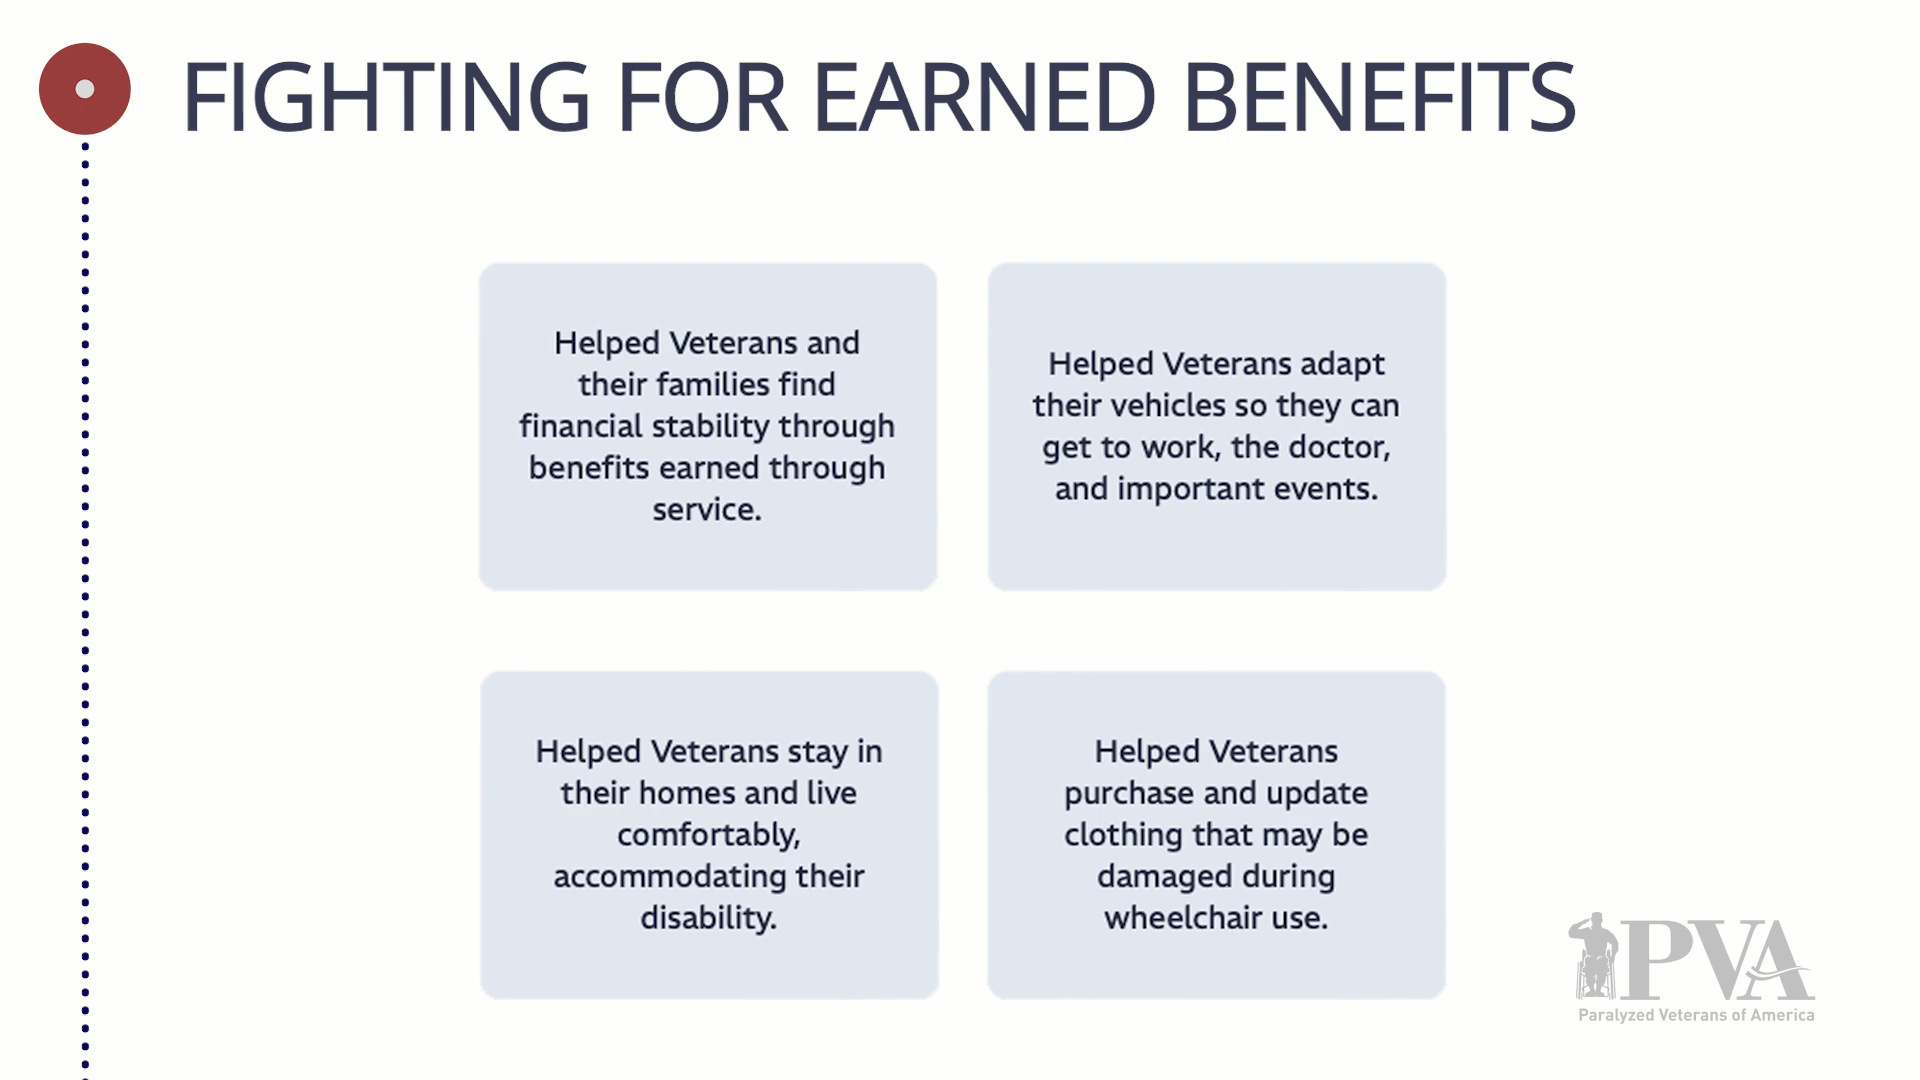 FIGHTING FOR EARNED BENEFITS
Helped Veterans and
their families find
financial stability through
benefits earned through
service.
Helped Veterans adapt
their vehicles so they can
get to work, the doctor,
and important events.
Helped Veterans stay in
their homes and live
comfortably,
accommodating their
disability.
Helped Veterans
purchase and update
clothing that may be
damaged during
wheelchair use.
PVA
Paralyzed Veterans of America